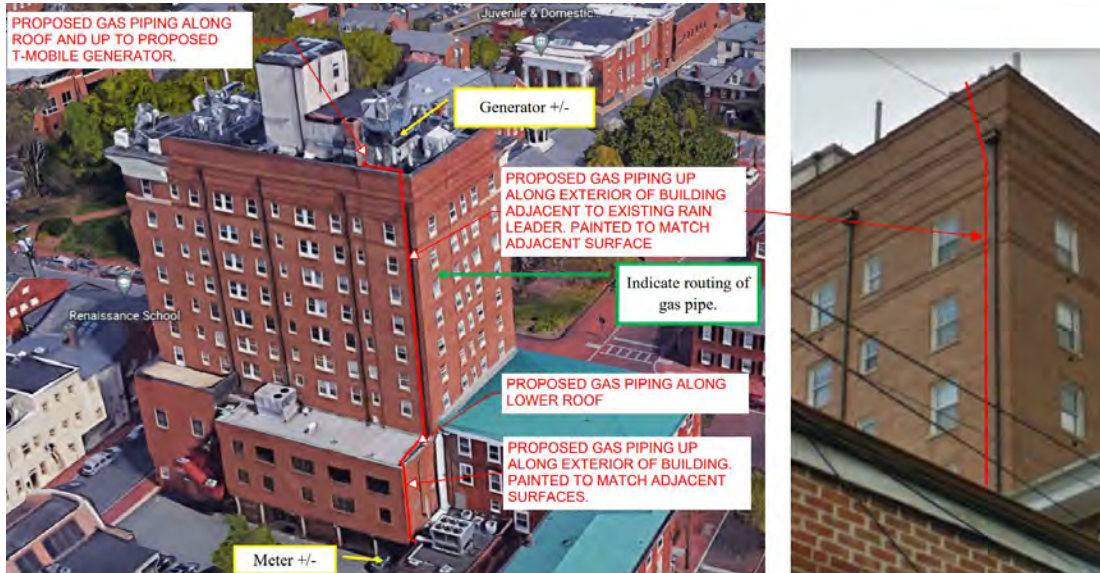 Juvenile & Domestic...
PROPOSED GAS PIPING ALONG
ROOF AND UP TO PROPOSED
T-MOBILE GENERATOR.
Generator +/-
PROPOSED GAS PIPING UP
ALONG EXTERIOR OF BUILDING
ADJACENT TO EXISTING RAIN
LEADER. PAINTED TO MATCH
ADJACENT SURFACE
Indicate routing of
gas pipe.
Renaissance School
PROPOSED GAS PIPING ALONG
LOWER ROOF
PROPOSED GAS PIPING UP
ALONG EXTERIOR OF BUILDING.
PAINTED TO MATCH ADJACENT
SURFACES.
Meter +/-